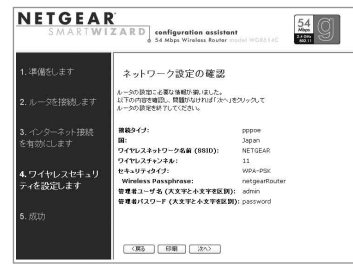 NETGEAR
SMARTWIZARD configuration assistant
54 Mbps Wireless Router model WGR614C
54
Mbps
2.4 GHz
802.11
g
1. 準備をします
2. ルータを接続します
3. インターネット接続
を有効にします
4. ワイヤレスセキュリ
ティを設定します
5. 成功
ネットワーク設定の確認
ルータの設定に必要な情報が揃いました。
以下の内容を確認し、問題がなければ「次へ」をクリックして
ルータの設定を終了してください。
接続タイプ: pppoe
国: Japan
ワイヤレスネットワーク名前 (SSID): NETGEAR
ワイヤレスチャンネル: 11
セキュリティタイプ: WPA-PSK
Wireless Passphrase: netgearRouter
管理者ユーザ名 (大文字と小文字を区別): admin
管理者パスワード (大文字と小文字を区別): password
<戻る 印刷 次へ>